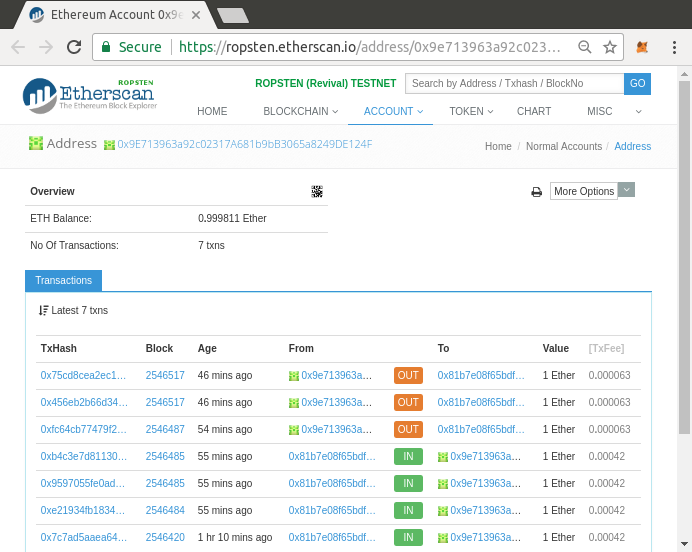 Ethereum Account 0x9e
Secure https://ropsten.etherscan.io/address/0x9e713963a92c023...
ROPSTEN
Etherscan
The Ethereum Block Explorer
ROPSTEN (Revival) TESTNET Search by Address / Txhash / BlockNo GO
HOME BLOCKCHAIN ACCOUNT TOKEN CHART MISC
Address 0x9E713963a92c02317A681b9bB3065a8249DE124F Home / Normal Accounts / Address
Overview More Options
ETH Balance: 0.999811 Ether
No Of Transactions: 7 txns
Transactions
Latest 7 txns
TxHash Block Age From To Value [TxFee]
0x75cd8cea2ec1... 2546517 46 mins ago 0x9e713963a... OUT 0x81b7e08f65bdf... 1 Ether 0.000063
0x456eb2b66d34... 2546517 46 mins ago 0x9e713963a... OUT 0x81b7e08f65bdf... 1 Ether 0.000063
0xfc64cb77479f2... 2546487 54 mins ago 0x9e713963a... OUT 0x81b7e08f65bdf... 1 Ether 0.000063
0xb4c3e7d81130... 2546485 55 mins ago 0x81b7e08f65bdf... IN 0x9e713963a... 1 Ether 0.00042
0x9597055fe0ad... 2546485 55 mins ago 0x81b7e08f65bdf... IN 0x9e713963a... 1 Ether 0.00042
0xe21934fb1834... 2546484 55 mins ago 0x81b7e08f65bdf... IN 0x9e713963a... 1 Ether 0.00042
0x7c7ad5aaea64... 2546420 1 hr 10 mins ago 0x81b7e08f65bdf... IN 0x9e713963a... 1 Ether 0.00042